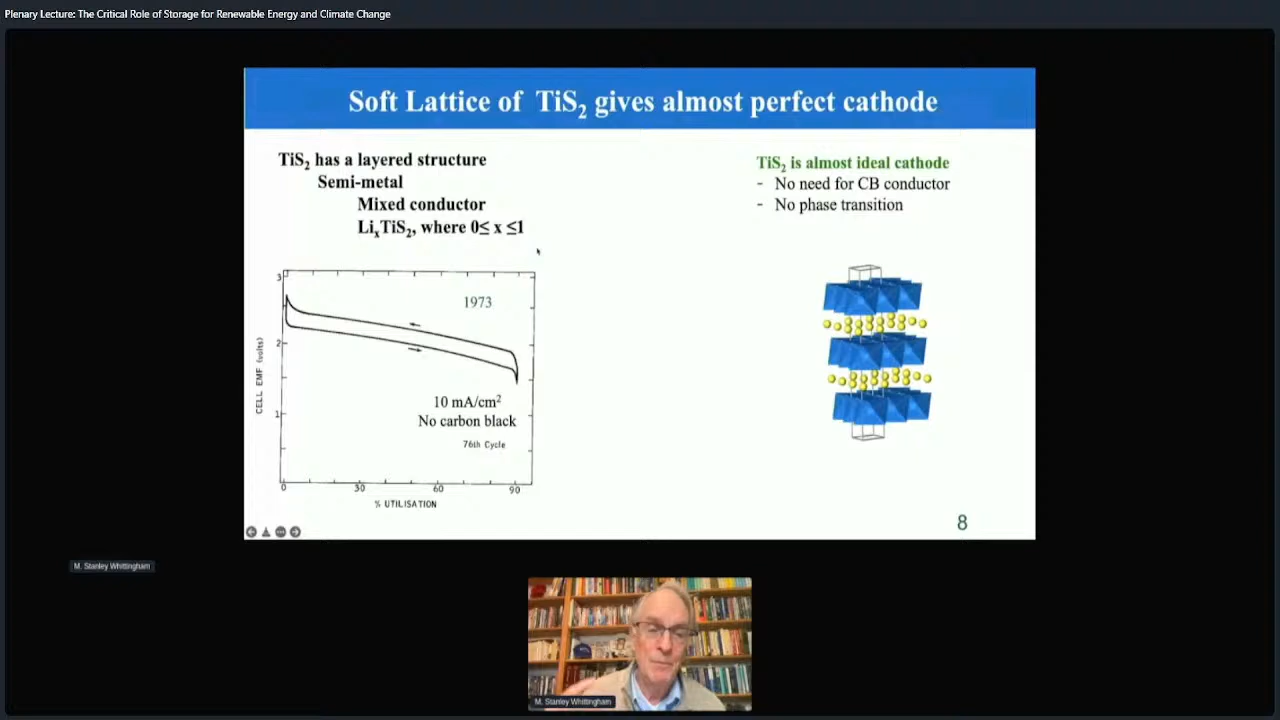 Plenary Lecture: The Critical Role of Storage for Renewable Energy and Climate Change
Soft Lattice of TiS₂ gives almost perfect cathode
TiS₂ has a layered structure
Semi-metal
Mixed conductor
LiₓTiS₂, where 0≤ x ≤1
TiS₂ is almost ideal cathode
- No need for CB conductor
- No phase transition
3
2
1
CELL EMF (volts)
1973
10 mA/cm²
No carbon black
76th Cycle
0 30 60 90
% UTILISATION
8
M. Stanley Whittingham
M. Stanley Whittingham